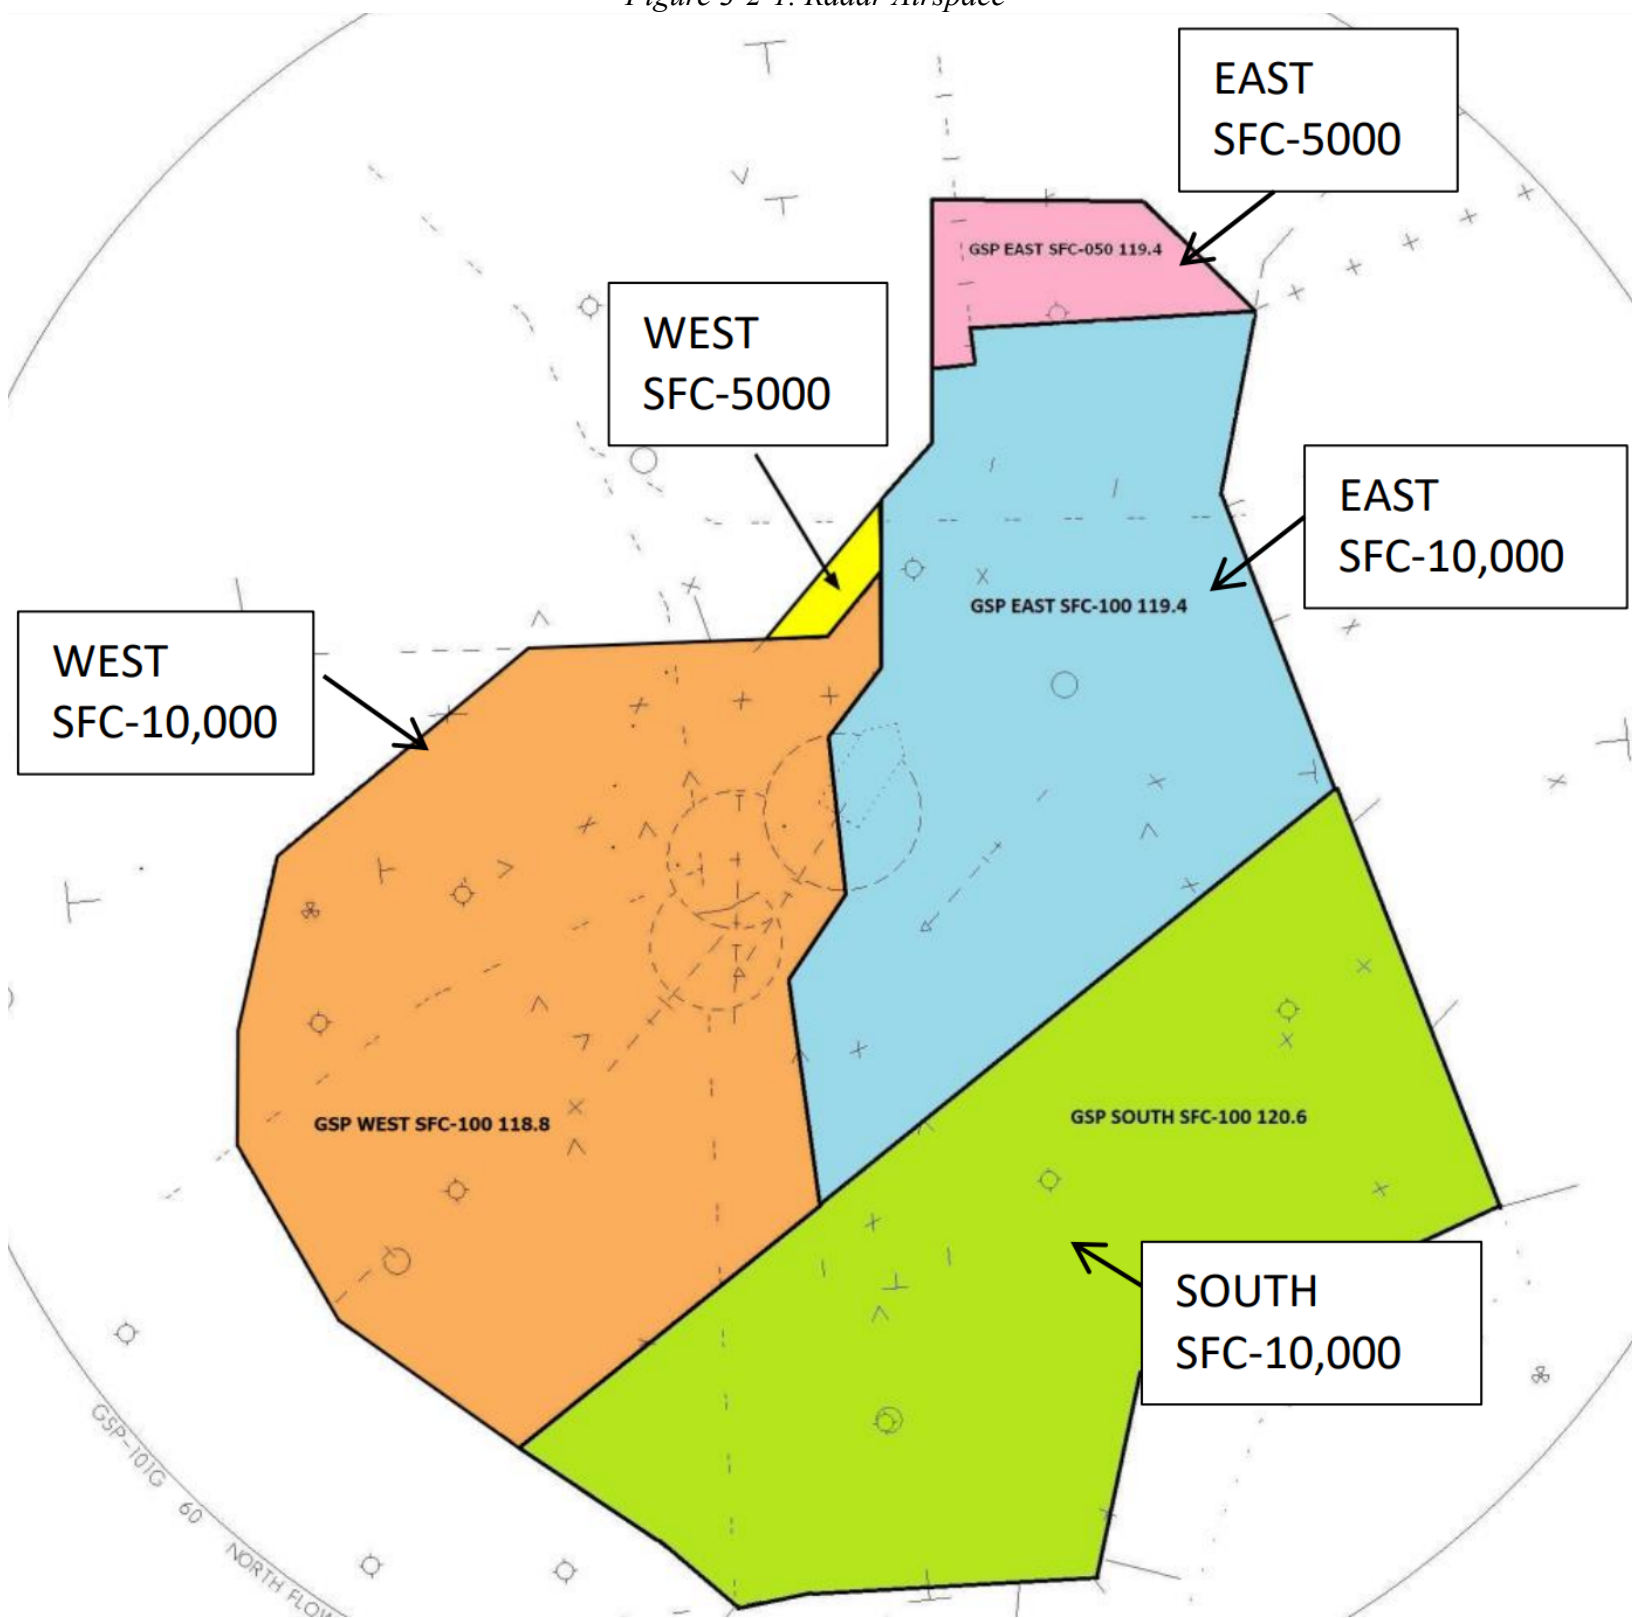 Figure 3-2-1: Radar Airspace
EAST
SFC-5000
GSP EAST SFC-050 119.4
WEST
SFC-5000
EAST
SFC-10,000
GSP EAST SFC-100 119.4
WEST
SFC-10,000
GSP WEST SFC-100 118.8
GSP SOUTH SFC-100 120.6
SOUTH
SFC-10,000
GSP-101G 60
NORTH FLOW